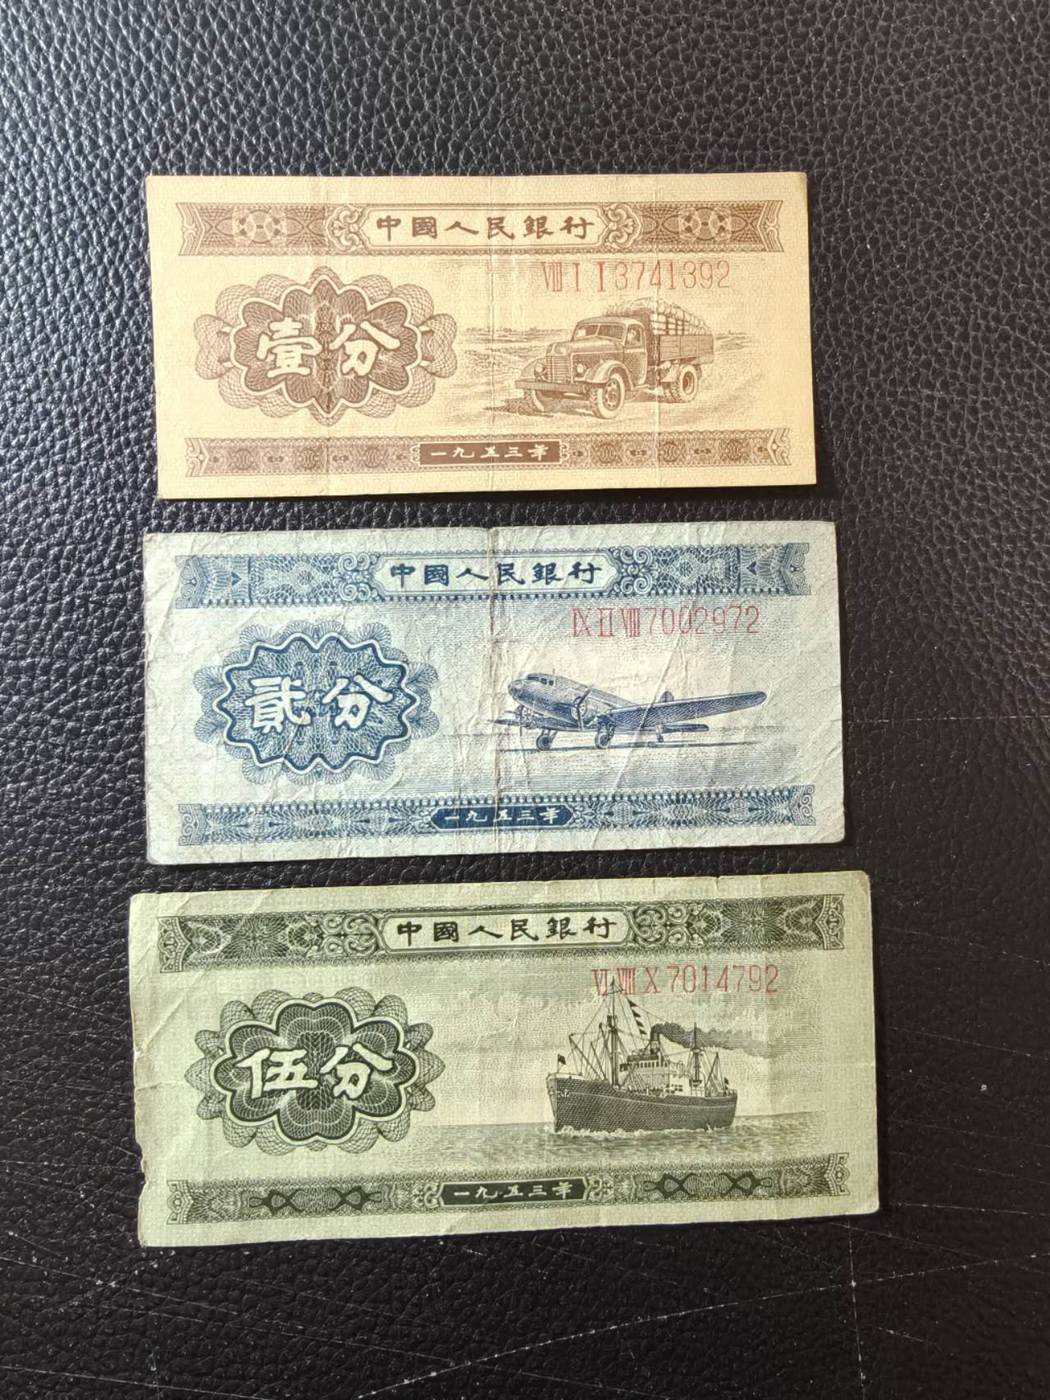 中國人民銀行
Ⅷ Ⅰ Ⅰ 3741392
壹分
一九五三年
中國人民銀行
Ⅸ Ⅱ Ⅷ 7002972
貳分
一九五三年
中國人民銀行
Ⅵ Ⅷ Ⅹ 7014792
伍分
一九五三年